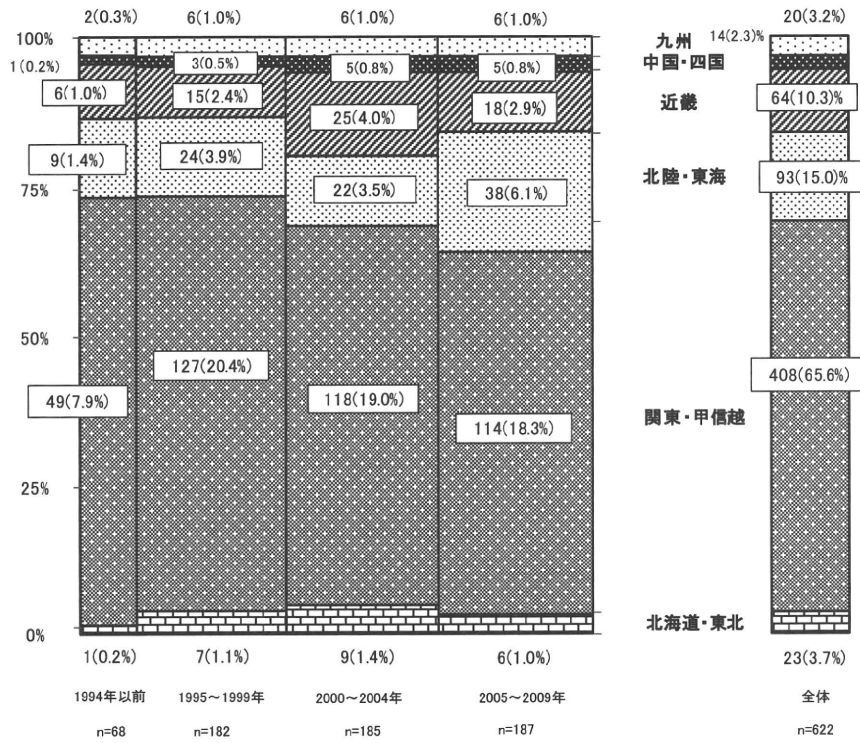 2(0.3%) 6(1.0%) 6(1.0%) 6(1.0%) 20(3.2%)
100% 九州 14(2.3%)
1(0.2%) 3(0.5%) 5(0.8%) 5(0.8%) 中国・四国
6(1.0%) 15(2.4%) 25(4.0%) 18(2.9%) 近畿 64(10.3)%
9(1.4%) 24(3.9%) 22(3.5%) 38(6.1%) 北陸・東海 93(15.0)%
75%
50%
49(7.9%) 127(20.4%) 118(19.0%) 114(18.3%) 関東・甲信越 408(65.6%)
25%
0% 北海道・東北
1(0.2%) 7(1.1%) 9(1.4%) 6(1.0%) 23(3.7%)
1994年以前 1995～1999年 2000～2004年 2005～2009年 全体
n=68 n=182 n=185 n=187 n=622